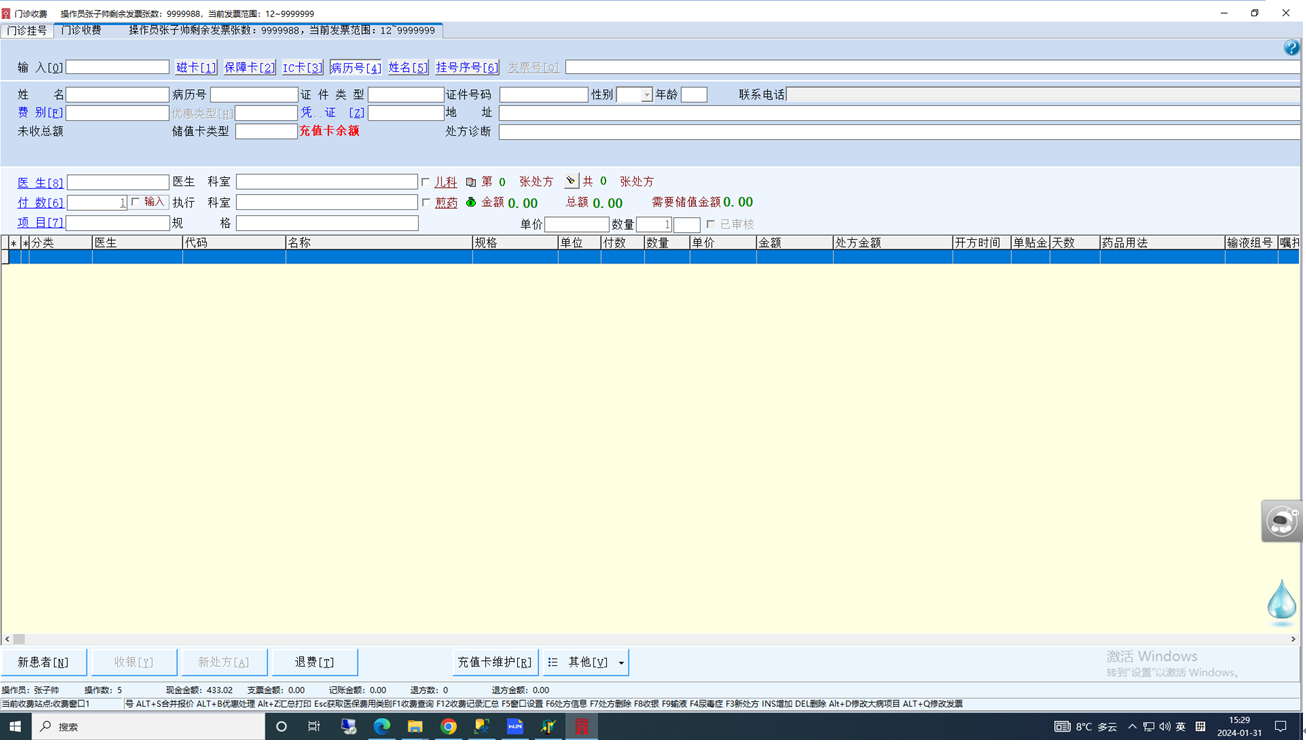 门诊收费 操作员张子帅剩余发票张数：9999988，当前发票范围：12~9999999
门诊挂号 门诊收费 操作员张子帅剩余发票张数：9999988，当前发票范围：12~9999999
输 入[0] 磁卡[1] 保障卡[2] IC卡[3] 病历号[4] 姓名[5] 挂号序号[6] 发票号[Q]
姓 名 病历号 证 件 类 型 证件号码 性别 年龄 联系电话
费 别[F] 优惠类型[H] 凭 证 [Z] 地 址
未收总额 储值卡类型 充值卡余额 处方诊断
医 生[8] 医生 科室 儿科 第 0 张处方 共 0 张处方
付 数[6] 1 输入 执行 科室 煎药 金额 0.00 总额 0.00 需要储值金额 0.00
项 目[7] 规 格 单价 数量 1 已审核
* * 分类 医生 代码 名称 规格 单位 付数 数量 单价 金额 处方金额 开方时间 单贴金 天数 药品用法 输液组号 嘱托
新患者[N] 收银[Y] 新处方[A] 退费[T] 充值卡维护[R] 其他[V]
激活 Windows
转到"设置"以激活 Windows。
操作员：张子帅 操作数：5 现金金额：433.02 支票金额：0.00 记账金额：0.00 退方数：0 退方金额：0.00
当前收费站点:收费窗口1 号 ALT+S合并报价 ALT+B优惠处理 Alt+Z汇总打印 Esc获取医保费用类别F1收费查询 F12收费记录汇总 F5窗口设置 F6处方信息 F7处方删除 F8收银 F9输液 F4尿毒症 F3新处方 INS增加 DEL删除 Alt+D修改大病项目 ALT+Q修改发票
搜索 8°C 多云 英 15:29
2024-01-31